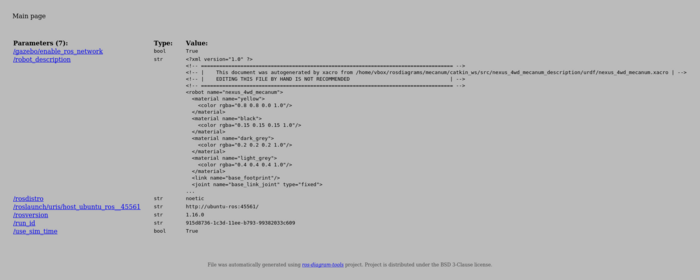 Main page
Parameters (7): Type: Value:
/gazebo/enable_ros_network bool True
/robot_description str <?xml version="1.0" ?>
<!-- =================================================================================== -->
<!-- | This document was autogenerated by xacro from /home/vbox/rosdiagrams/mecanum/catkin_ws/src/nexus_4wd_mecanum_description/urdf/nexus_4wd_mecanum.xacro | -->
<!-- | EDITING THIS FILE BY HAND IS NOT RECOMMENDED | -->
<!-- =================================================================================== -->
<robot name="nexus_4wd_mecanum">
<material name="yellow">
<color rgba="0.8 0.8 0.0 1.0"/>
</material>
<material name="black">
<color rgba="0.15 0.15 0.15 1.0"/>
</material>
<material name="dark_grey">
<color rgba="0.2 0.2 0.2 1.0"/>
</material>
<material name="light_grey">
<color rgba="0.4 0.4 0.4 1.0"/>
</material>
<link name="base_footprint"/>
<joint name="base_link_joint" type="fixed">
...
/rosdistro str noetic
/roslaunch/uris/host_ubuntu_ros__45561 str http://ubuntu-ros:45561/
/rosversion str 1.16.0
/run_id str 915d8736-1c3d-11ee-b793-99382033c609
/use_sim_time bool True
File was automatically generated using ros-diagram-tools project. Project is distributed under the BSD 3-Clause license.